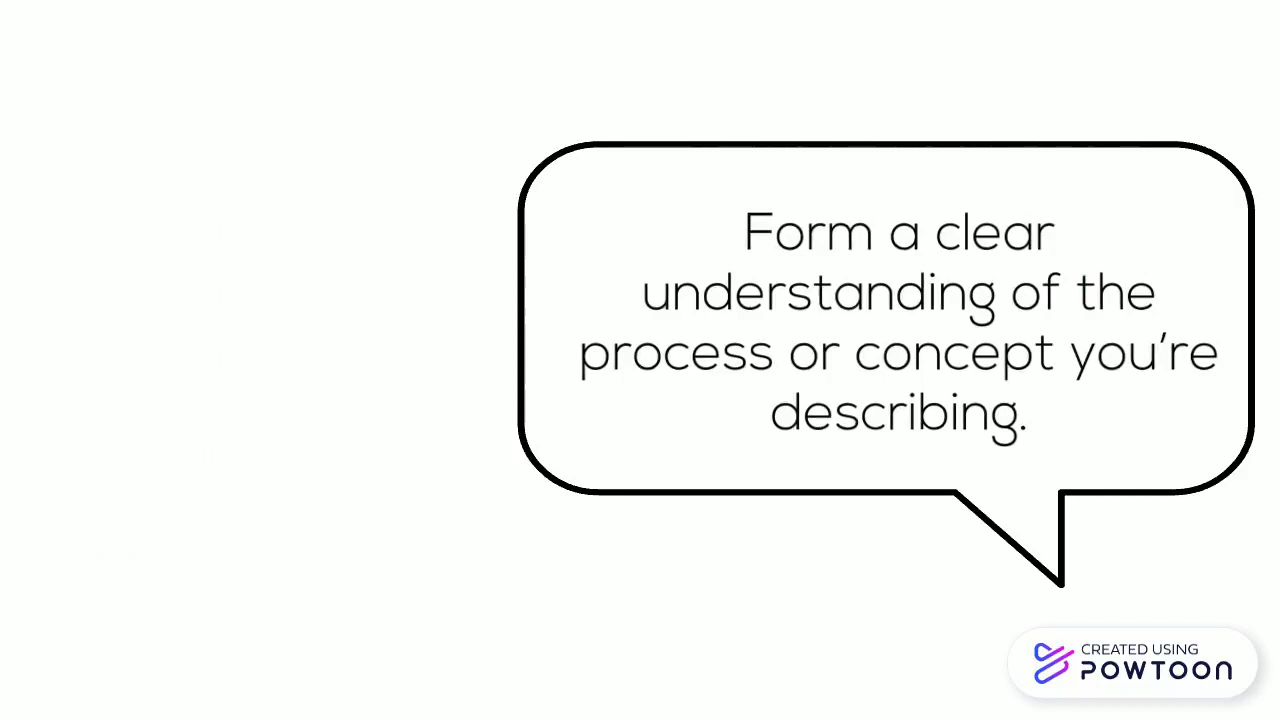 Form a clear
understanding of the
process or concept you're
describing.
CREATED USING
POWTOON